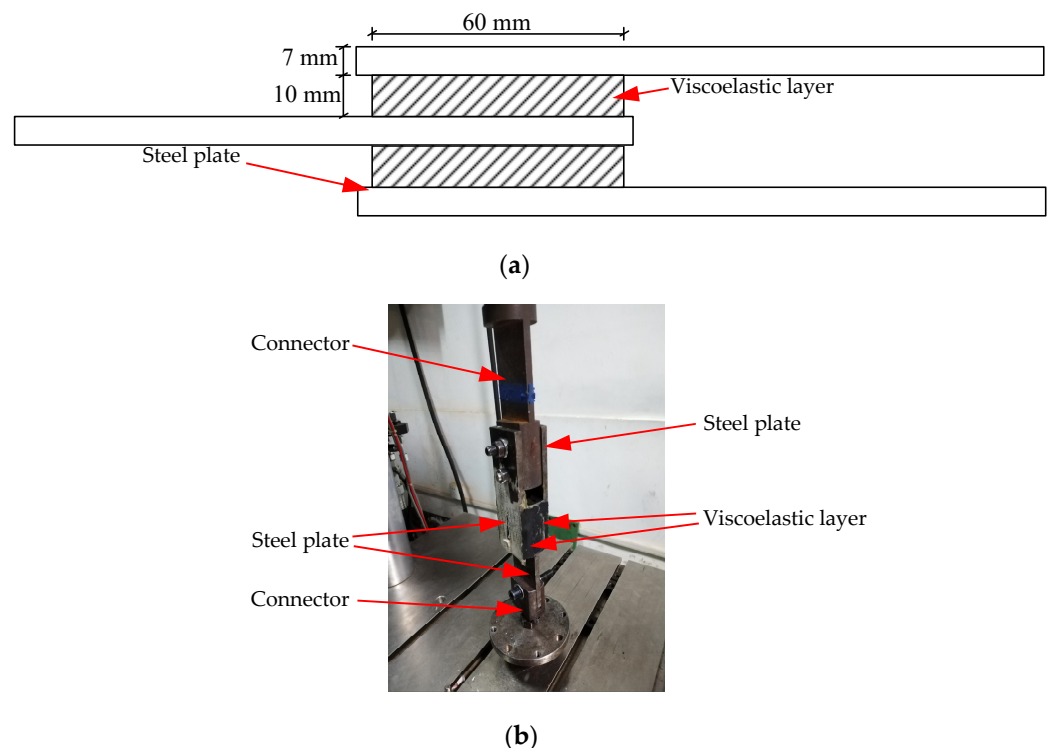 60 mm
7 mm
10 mm
Viscoelastic layer
Steel plate
(a)
Connector
Steel plate
Steel plate
Viscoelastic layer
Connector
(b)